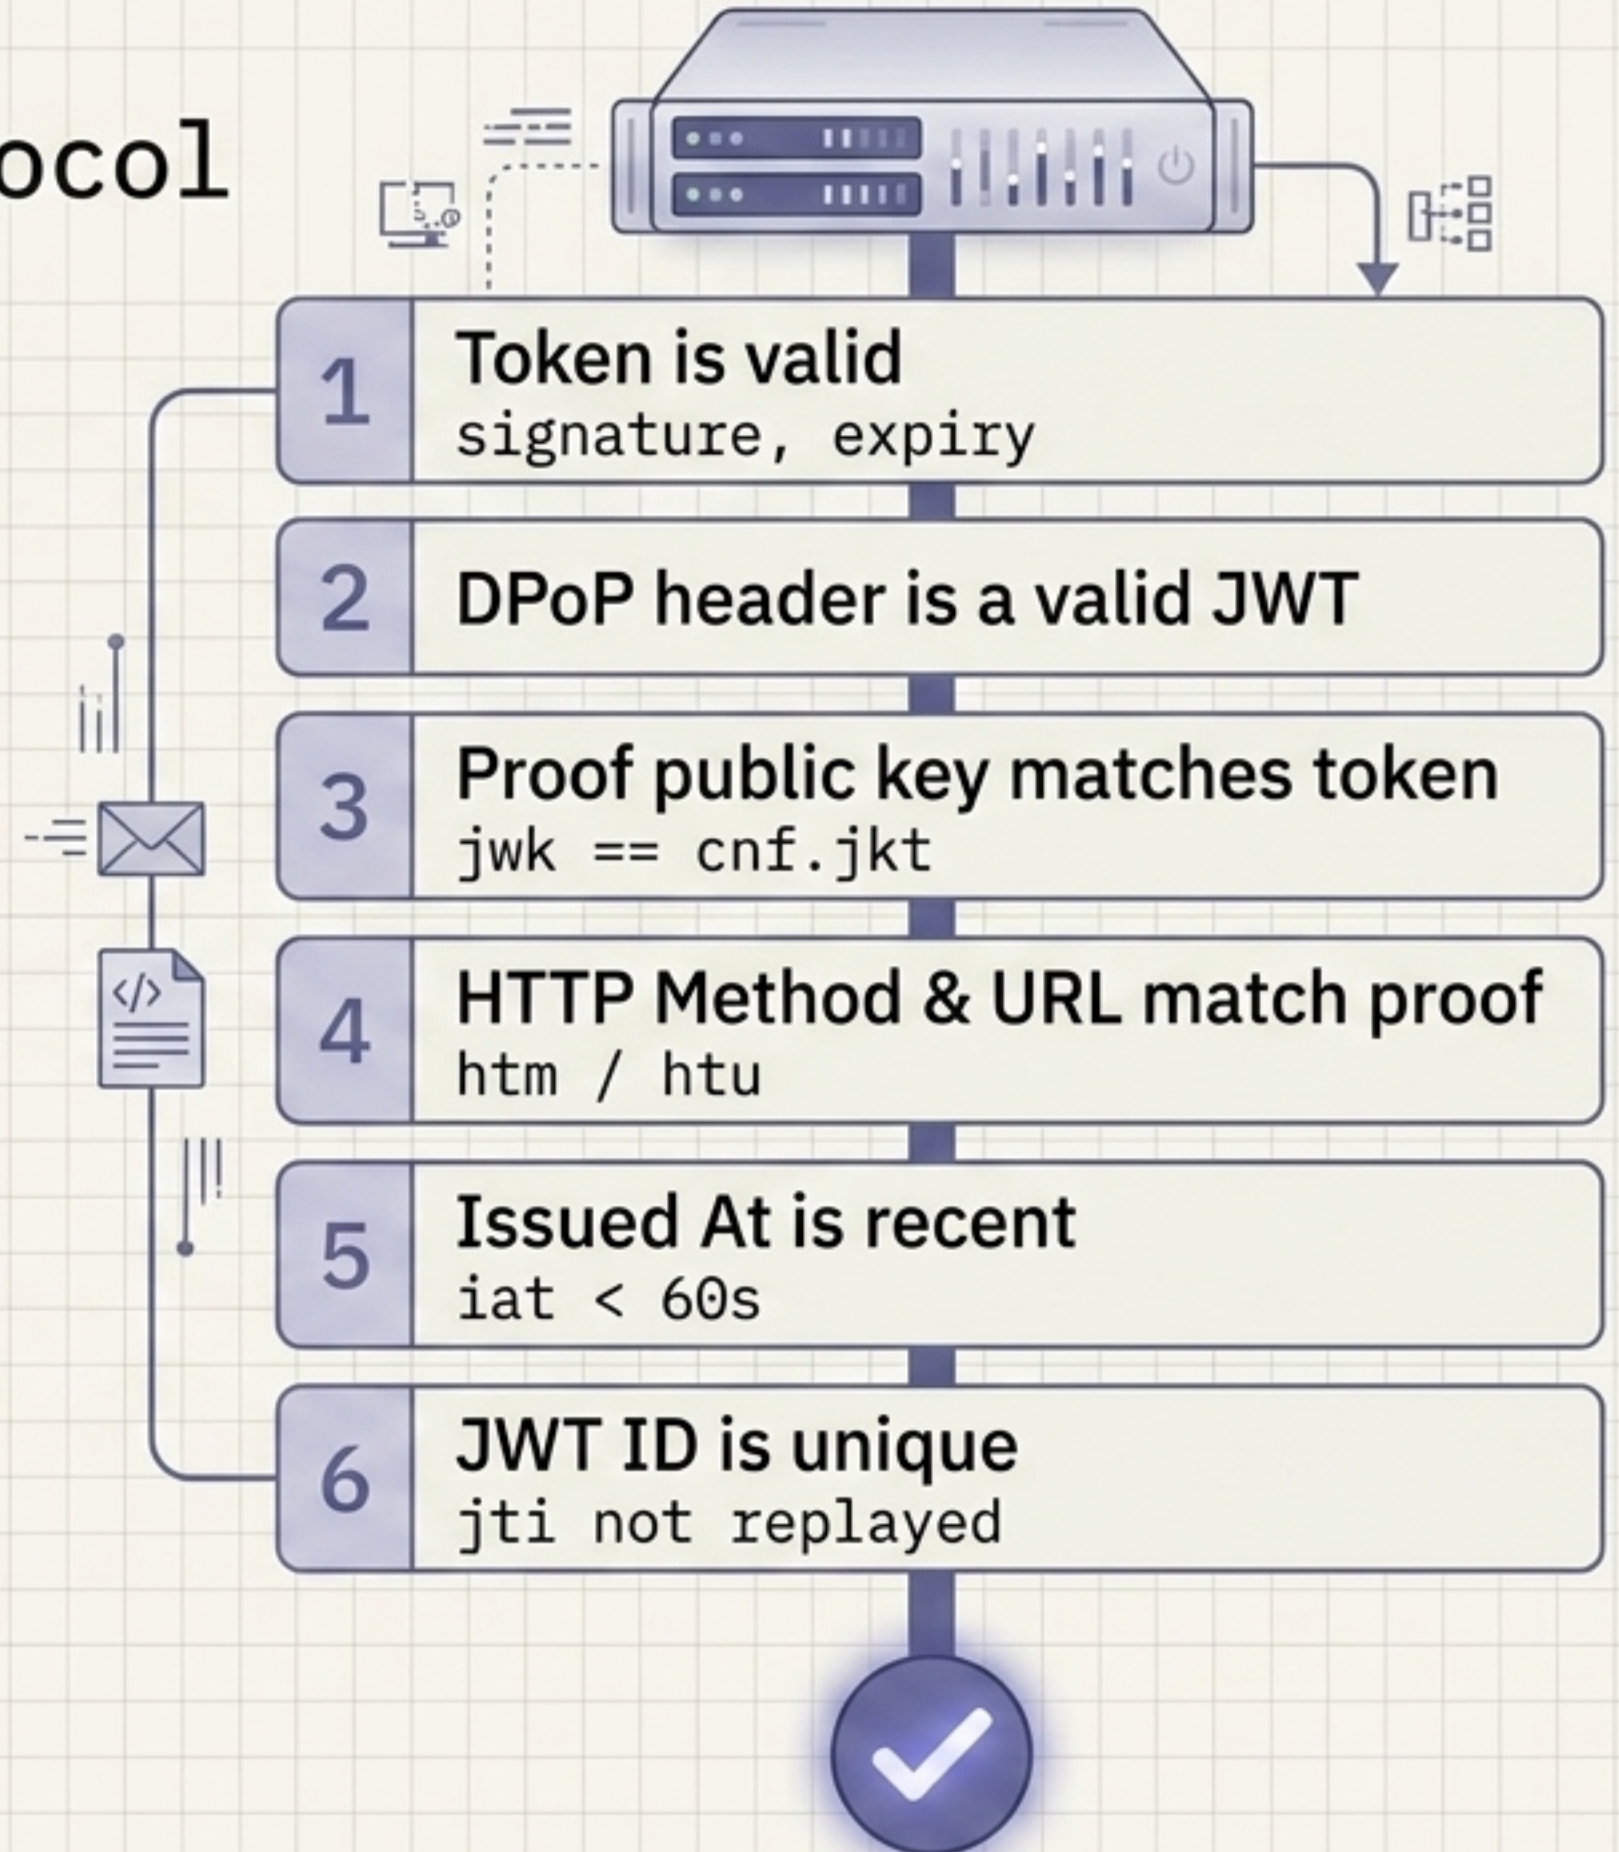 ocol
1
Token is valid
signature, expiry
2
DPoP header is a valid JWT
3
Proof public key matches token
jwk == cnf.jkt
4
HTTP Method & URL match proof
htm / htu
5
Issued At is recent
iat < 60s
6
JWT ID is unique
jti not replayed